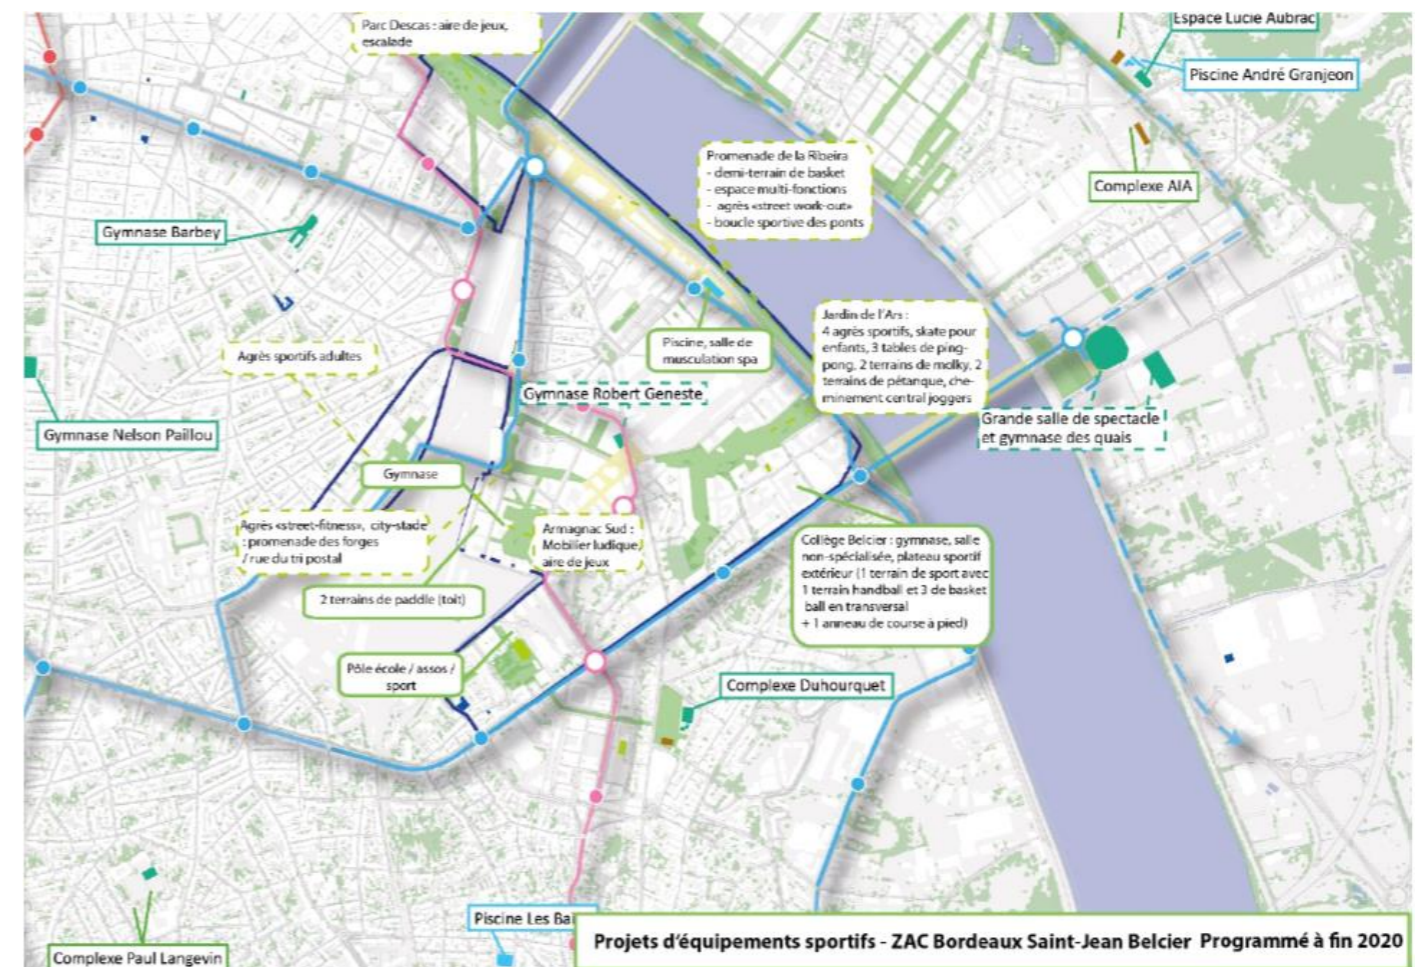 Parc Descas : aire de jeux,
escalade
Espace Lucie Aubrac
Piscine André Granjeon
Complexe AIA
Promenade de la Ribeira
- demi-terrain de basket
- espace multi-fonctions
- agrès «street work-out»
- boucle sportive des ponts
Gymnase Barbey
Agrès sportifs adultes
Piscine, salle de
musculation spa
Jardin de l'Ars :
4 agrès sportifs, skate pour
enfants, 3 tables de ping-
pong, 2 terrains de molky, 2
terrains de pétanque, che-
minement central joggers
Gymnase Robert Geneste
Gymnase Nelson Paillou
Grande salle de spectacle
et gymnase des quais
Gymnase
Agrès «street-fitness», city-stade
: promenade des forges
/ rue du tri postal
Armagnac Sud :
Mobilier ludique,
aire de jeux
Collège Belcier : gymnase, salle
non-spécialisée, plateau sportif
extérieur (1 terrain de sport avec
1 terrain handball et 3 de basket
ball en transversal
+ 1 anneau de course à pied)
2 terrains de paddle (toit)
Pôle école / assos /
sport
Complexe Duhourquet
Piscine Les Bai
Complexe Paul Langevin
Projets d'équipements sportifs - ZAC Bordeaux Saint-Jean Belcier Programmé à fin 2020